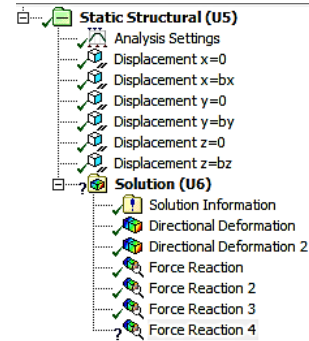 Static Structural (U5)
Analysis Settings
Displacement x=0
Displacement x=bx
Displacement y=0
Displacement y=by
Displacement z=0
Displacement z=bz
Solution (U6)
Solution Information
Directional Deformation
Directional Deformation 2
Force Reaction
Force Reaction 2
Force Reaction 3
Force Reaction 4